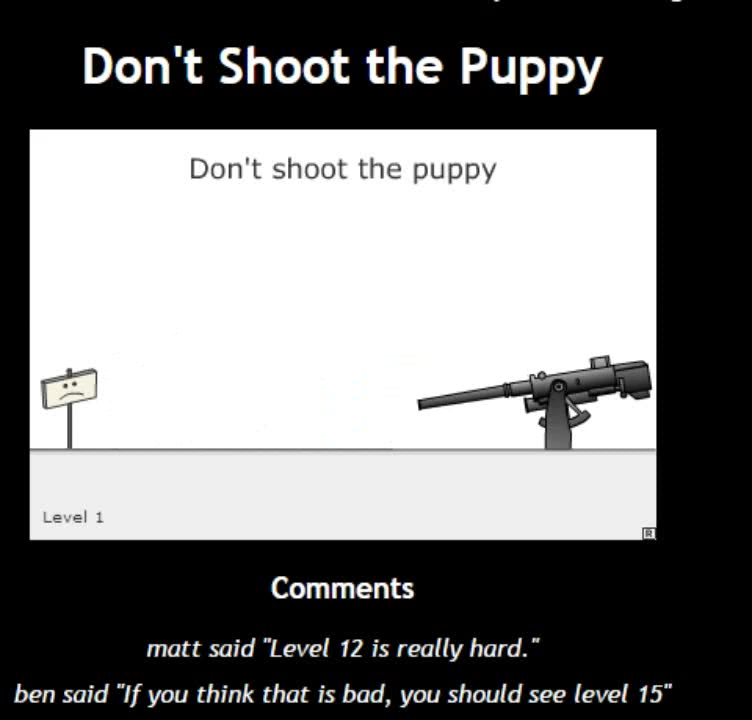 Don't Shoot the Puppy
Don't shoot the puppy
Level 1
R
Comments
matt said "Level 12 is really hard."
ben said "If you think that is bad, you should see level 15"